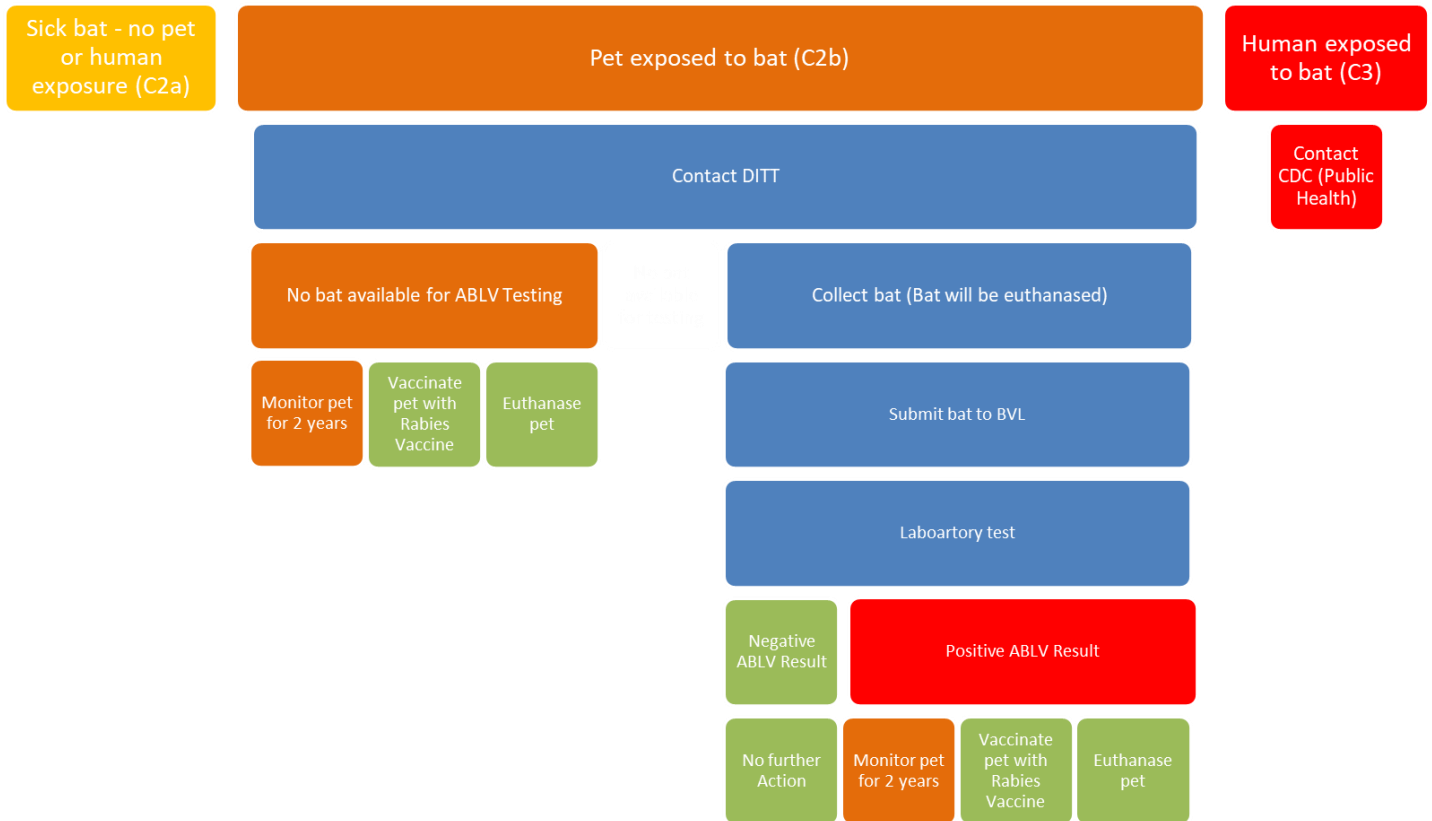 Sick bat - no pet
or human
exposure (C2a)
Pet exposed to bat (C2b)
Human exposed
to bat (C3)
Contact DITT
Contact
CDC (Public
Health)
No bat available for ABLV Testing
Collect bat (Bat will be euthanased)
Monitor pet
for 2 years
Vaccinate
pet with
Rabies
Vaccine
Euthanase
pet
Submit bat to BVL
Laboartory test
Negative
ABLV Result
Positive ABLV Result
No further
Action
Monitor pet
for 2 years
Vaccinate
pet with
Rabies
Vaccine
Euthanase
pet